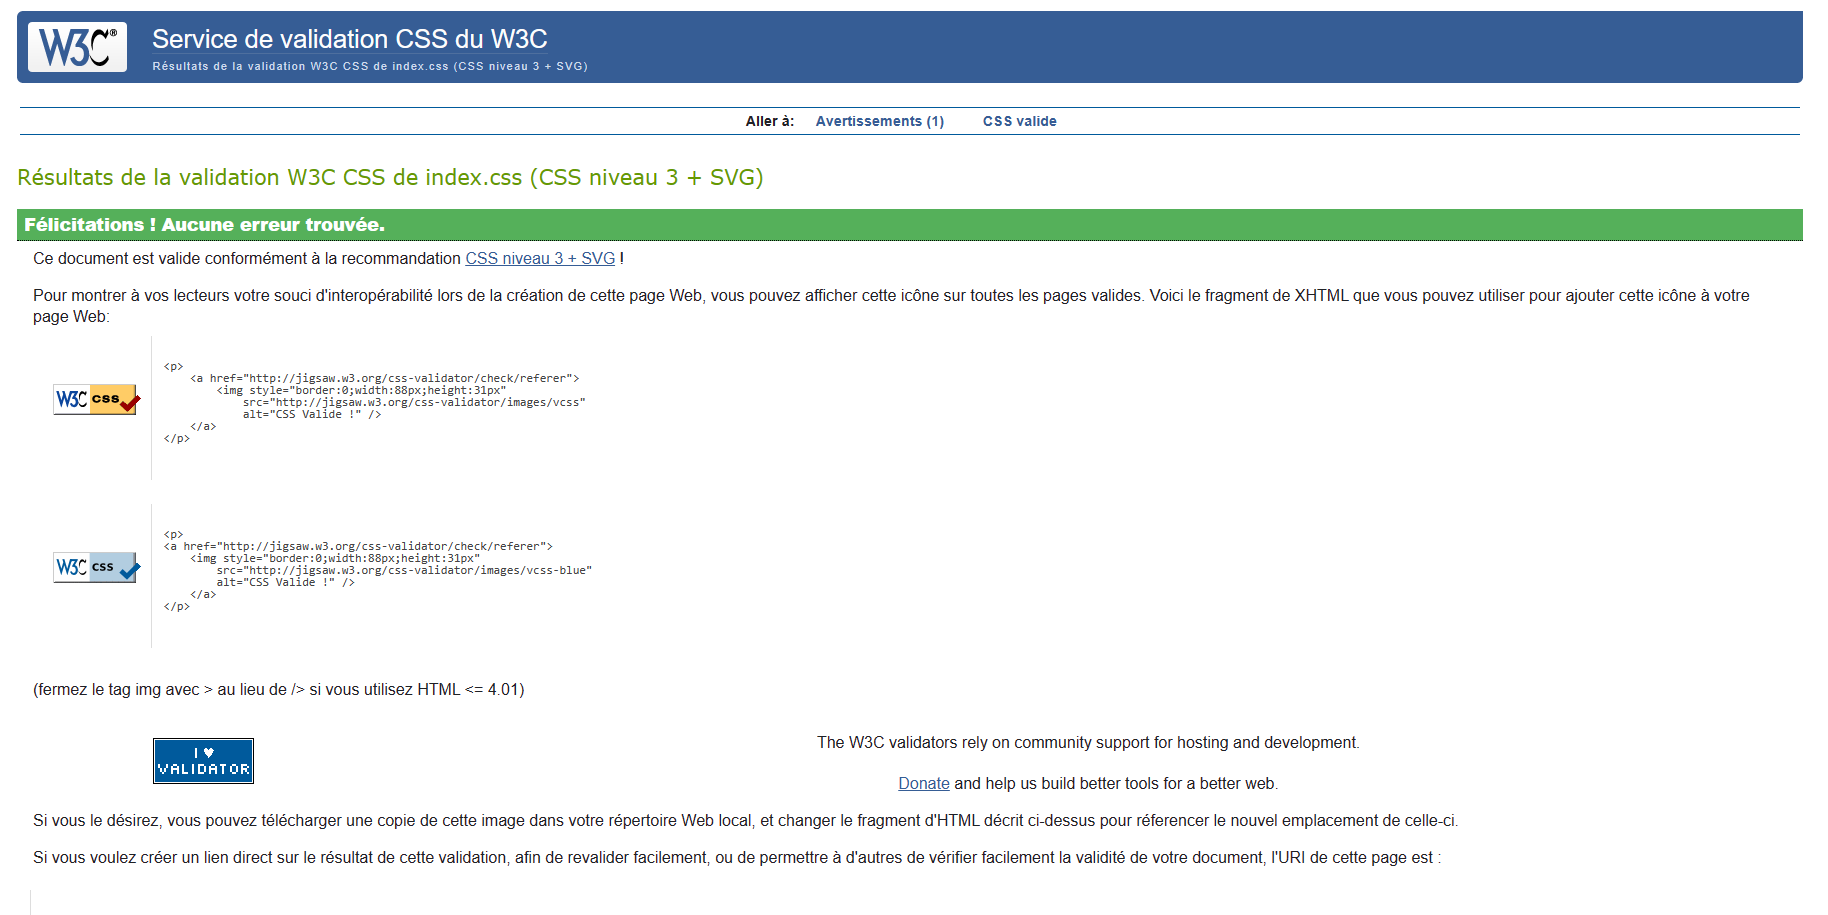 W3C®
Service de validation CSS du W3C
Résultats de la validation W3C CSS de index.css (CSS niveau 3 + SVG)
Aller à: Avertissements (1) CSS valide
Résultats de la validation W3C CSS de index.css (CSS niveau 3 + SVG)
Félicitations ! Aucune erreur trouvée.
Ce document est valide conformément à la recommandation CSS niveau 3 + SVG !
Pour montrer à vos lecteurs votre souci d'interopérabilité lors de la création de cette page Web, vous pouvez afficher cette icône sur toutes les pages valides. Voici le fragment de XHTML que vous pouvez utiliser pour ajouter cette icône à votre
page Web:
W3C css
<p>
<a href="http://jigsaw.w3.org/css-validator/check/referer">
<img style="border:0;width:88px;height:31px"
src="http://jigsaw.w3.org/css-validator/images/vcss"
alt="CSS Valide !" />
</a>
</p>
W3C css
<p>
<a href="http://jigsaw.w3.org/css-validator/check/referer">
<img style="border:0;width:88px;height:31px"
src="http://jigsaw.w3.org/css-validator/images/vcss-blue"
alt="CSS Valide !" />
</a>
</p>
(fermez le tag img avec > au lieu de /> si vous utilisez HTML <= 4.01)
I ♥
VALIDATOR
The W3C validators rely on community support for hosting and development.
Donate and help us build better tools for a better web.
Si vous le désirez, vous pouvez télécharger une copie de cette image dans votre répertoire Web local, et changer le fragment d'HTML décrit ci-dessus pour réferencer le nouvel emplacement de celle-ci.
Si vous voulez créer un lien direct sur le résultat de cette validation, afin de revalider facilement, ou de permettre à d'autres de vérifier facilement la validité de votre document, l'URI de cette page est :